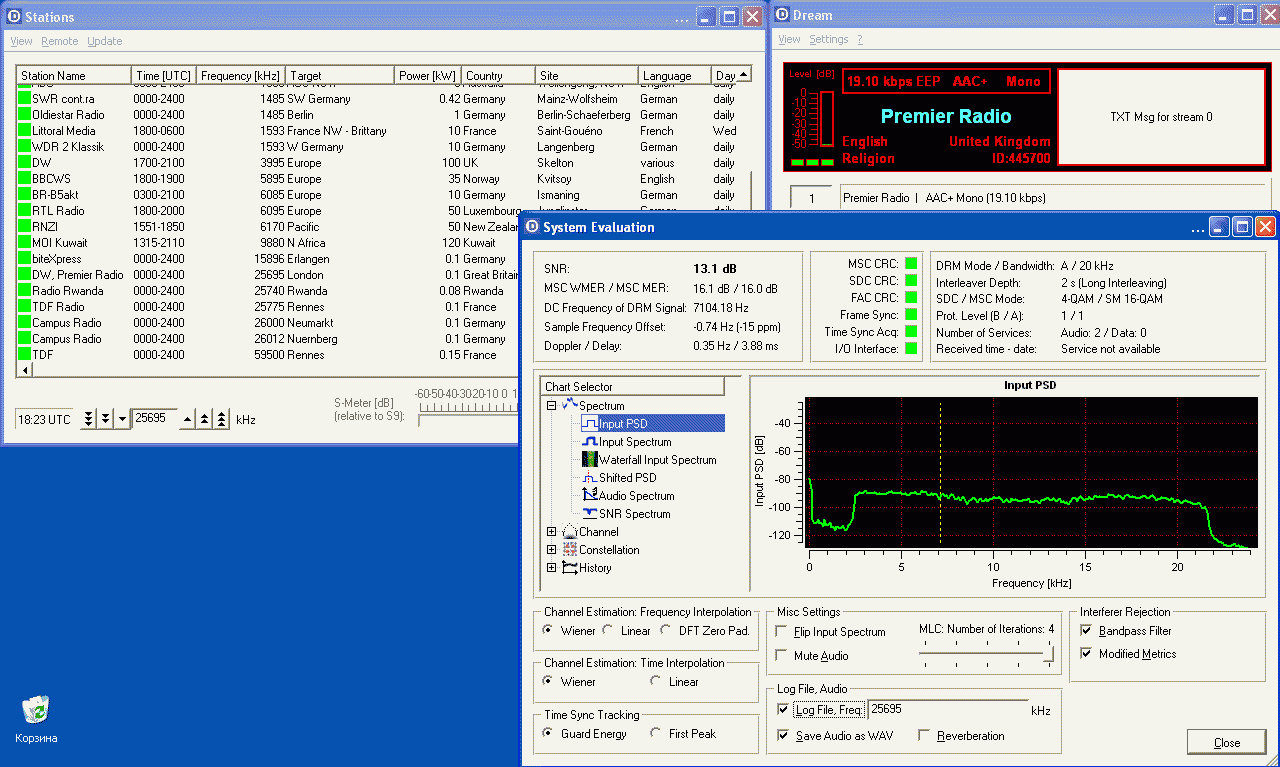 Stations
View Remote Update
Station Name Time [UTC] Frequency [kHz] Target Power [kW] Country Site Language Day
SWR cont.ra 0000-2400 1485 SW Germany 0.42 Germany Mainz-Wolfsheim German daily
Oldiestar Radio 0000-2400 1485 Berlin 1 Germany Berlin-Schaeferberg German daily
Littoral Media 1800-0600 1593 France NW - Brittany 10 France Saint-Gouéno French Wed
WDR 2 Klassik 0000-2400 1593 W Germany 10 Germany Langenberg German daily
DW 1700-2100 3995 Europe 100 UK Skelton various daily
BBCWS 1800-1900 5895 Europe 35 Norway Kvitsoy English daily
BR-B5akt 0300-2100 6085 Europe 10 Germany Ismaning German daily
RTL Radio 1800-2000 6095 Europe 50 Luxembourg
RNZI 1551-1850 6170 Pacific 50 New Zealand
MOI Kuwait 1315-2110 9880 N Africa 120 Kuwait
biteXpress 0000-2400 15896 Erlangen 0.1 Germany
DW, Premier Radio 0000-2400 25695 London 0.1 Great Britain
Radio Rwanda 0000-2400 25740 Rwanda 0.08 Rwanda
TDF Radio 0000-2400 25775 Rennes 0.1 France
Campus Radio 0000-2400 26000 Neumarkt 0.1 Germany
Campus Radio 0000-2400 26012 Nuernberg 0.1 Germany
TDF 0000-2400 59500 Rennes 0.15 France
18:23 UTC 25695 kHz
S-Meter [dB]
(relative to S9):
-60-50-40-30-20-10 0
Dream
View Settings ?
Level [dB]
0
-10
-20
-30
-40
-50
19.10 kbps EEP AAC+ Mono
Premier Radio
English United Kingdom
Religion ID:445700
TXT Msg for stream 0
1 Premier Radio | AAC+ Mono (19.10 kbps)
System Evaluation
SNR: 13.1 dB
MSC WMER / MSC MER: 16.1 dB / 16.0 dB
DC Frequency of DRM Signal: 7104.12 Hz
Sample Frequency Offset: -0.74 Hz (-15 ppm)
Doppler / Delay: 0.35 Hz / 3.88 ms
MSC CRC:
SDC CRC:
FAC CRC:
Frame Sync:
Time Sync Acq:
I/O Interface:
DRM Mode / Bandwidth: A / 20 kHz
Interleaver Depth: 2 s (Long Interleaving)
SDC / MSC Mode: 4-QAM / SM 16-QAM
Prot. Level (B / A): 1 / 1
Number of Services: Audio: 2 / Data: 0
Received time - date: Service not available
Chart Selector
Spectrum
Input PSD
Input Spectrum
Waterfall Input Spectrum
Shifted PSD
Audio Spectrum
SNR Spectrum
Channel
Constellation
History
Input PSD
Input PSD [dB]
-40
-60
-80
-100
-120
0 5 10 15 20
Frequency [kHz]
Channel Estimation: Frequency Interpolation
Wiener Linear DFT Zero Pad.
Channel Estimation: Time Interpolation
Wiener Linear
Time Sync Tracking
Guard Energy First Peak
Misc Settings
Flip Input Spectrum
Mute Audio
MLC: Number of Iterations: 4
Log File, Audio
Log File, Freq: 25695 kHz
Save Audio as WAV Reverberation
Interferer Rejection
Bandpass Filter
Modified Metrics
Close
Корзина